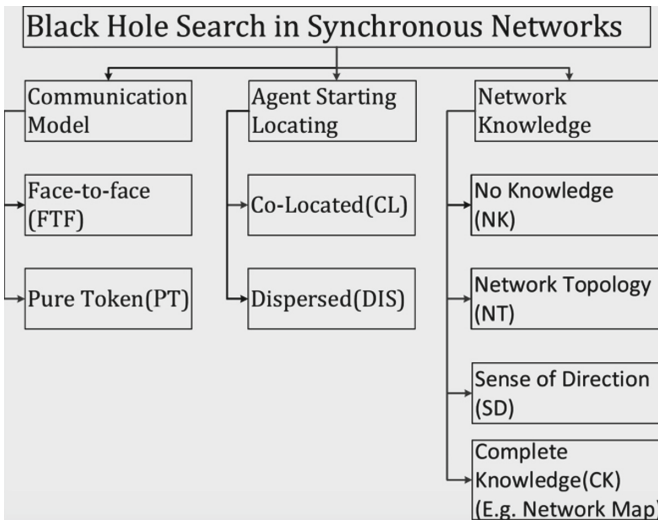 Black Hole Search in Synchronous Networks
Communication
Model
Face-to-face
(FTF)
Pure Token(PT)
Agent Starting
Locating
Co-Located(CL)
Dispersed(DIS)
Network
Knowledge
No Knowledge
(NK)
Network Topology
(NT)
Sense of Direction
(SD)
Complete
Knowledge(CK)
(E.g. Network Map)